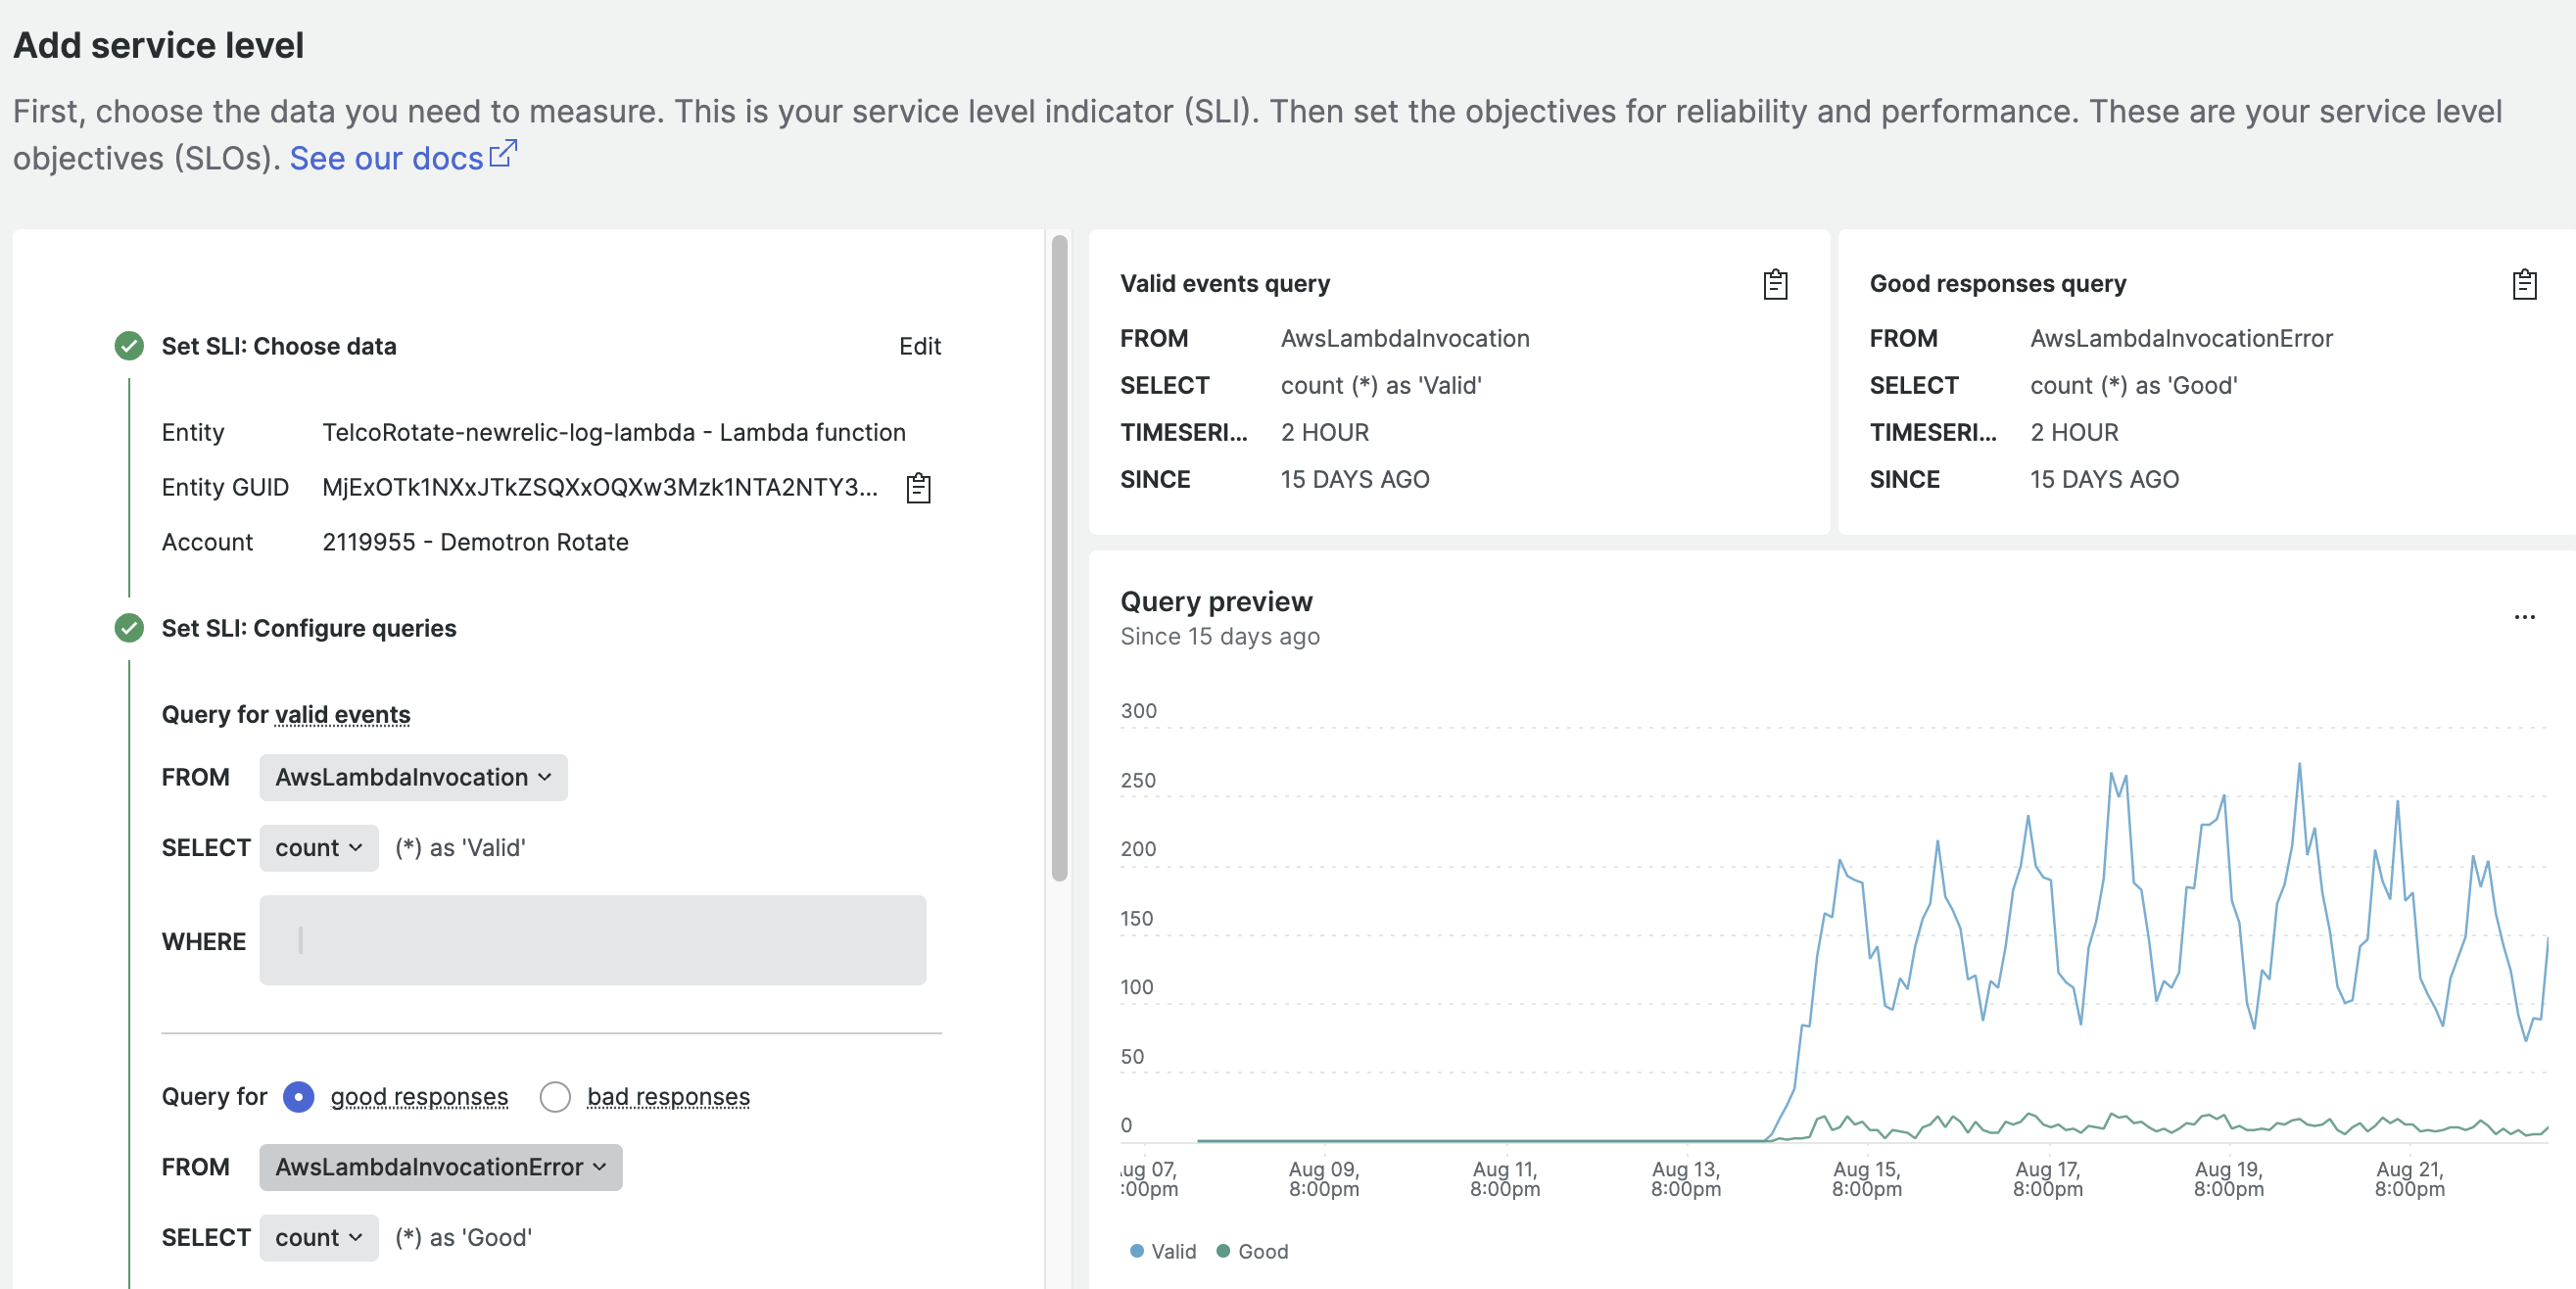 Add service level
First, choose the data you need to measure. This is your service level indicator (SLI). Then set the objectives for reliability and performance. These are your service level
objectives (SLOs). See our docs
Set SLI: Choose data
Edit
Entity TelcoRotate-newrelic-log-lambda - Lambda function
Entity GUID MjExOTk1NXxJTkZSQXxOQXw3Mzk1NTA2NTY3...
Account 2119955 - Demotron Rotate
Set SLI: Configure queries
Query for valid events
FROM AwsLambdaInvocation
SELECT count (*) as 'Valid'
WHERE
Query for good responses bad responses
FROM AwsLambdaInvocationError
SELECT count (*) as 'Good'
Valid events query
FROM AwsLambdaInvocation
SELECT count (*) as 'Valid'
TIMESERI... 2 HOUR
SINCE 15 DAYS AGO
Good responses query
FROM AwsLambdaInvocationError
SELECT count (*) as 'Good'
TIMESERI... 2 HOUR
SINCE 15 DAYS AGO
Query preview
...
Since 15 days ago
300
250
200
150
100
50
0
ug 07, Aug 09, Aug 11, Aug 13, Aug 15, Aug 17, Aug 19, Aug 21,
:00pm 8:00pm 8:00pm 8:00pm 8:00pm 8:00pm 8:00pm 8:00pm
Valid Good